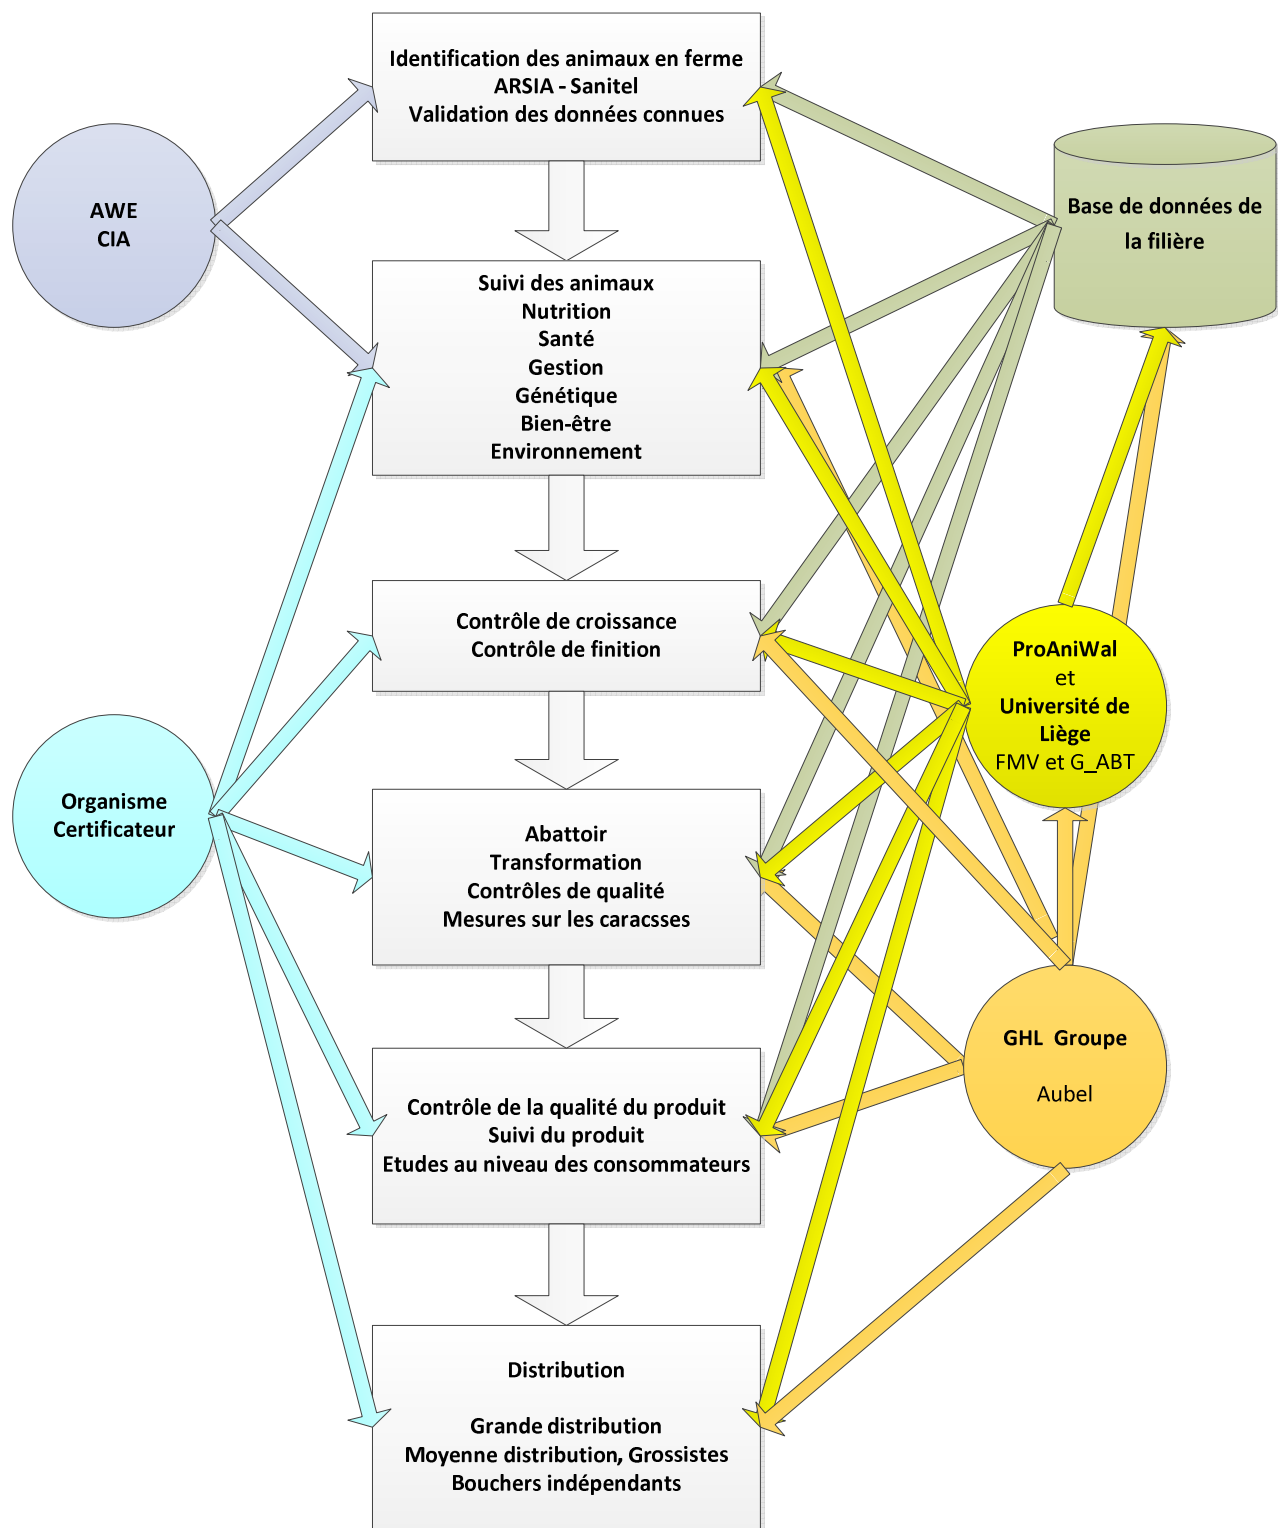 Identification des animaux en ferme
ARSIA - Sanitel
Validation des données connues
AWE
CIA
Base de données de
la filière
Suivi des animaux
Nutrition
Santé
Gestion
Génétique
Bien-être
Environnement
Contrôle de croissance
Contrôle de finition
ProAniWal
et
Université de
Liège
FMV et G_ABT
Organisme
Certificateur
Abattoir
Transformation
Contrôles de qualité
Mesures sur les caracsses
GHL Groupe
Aubel
Contrôle de la qualité du produit
Suivi du produit
Etudes au niveau des consommateurs
Distribution
Grande distribution
Moyenne distribution, Grossistes
Bouchers indépendants